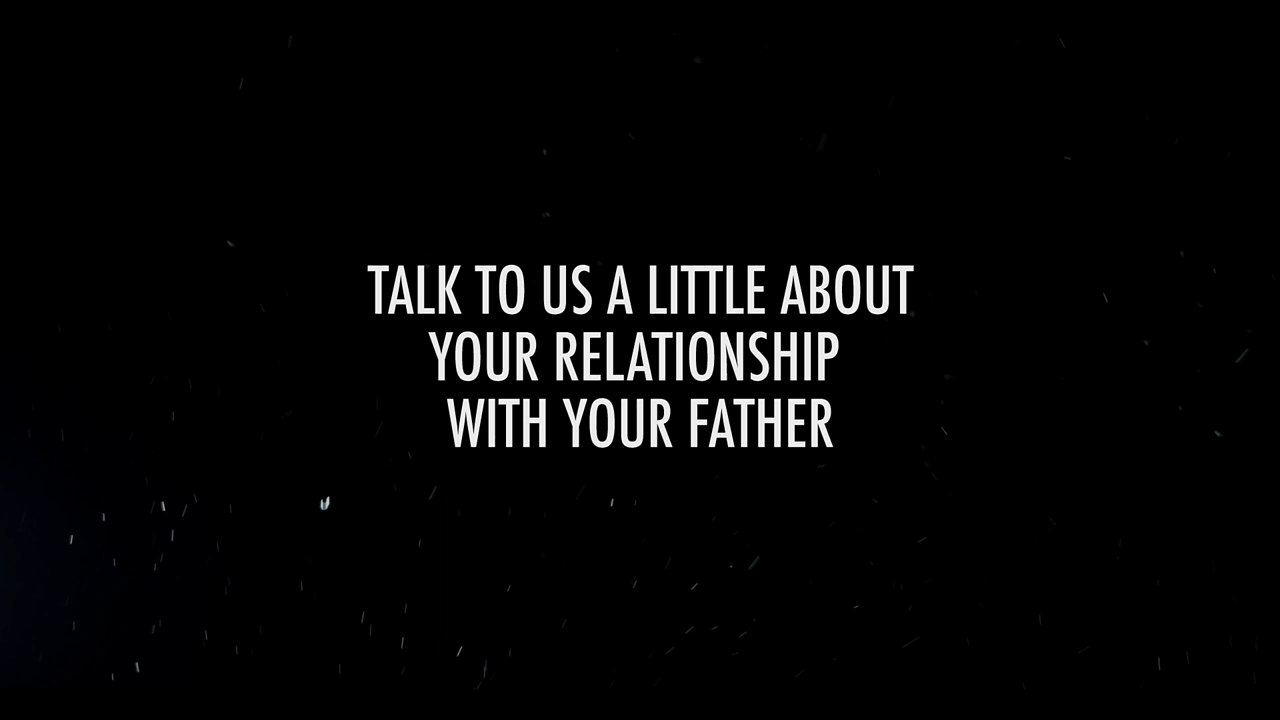 TALK TO US A LITTLE ABOUT
YOUR RELATIONSHIP
WITH YOUR FATHER